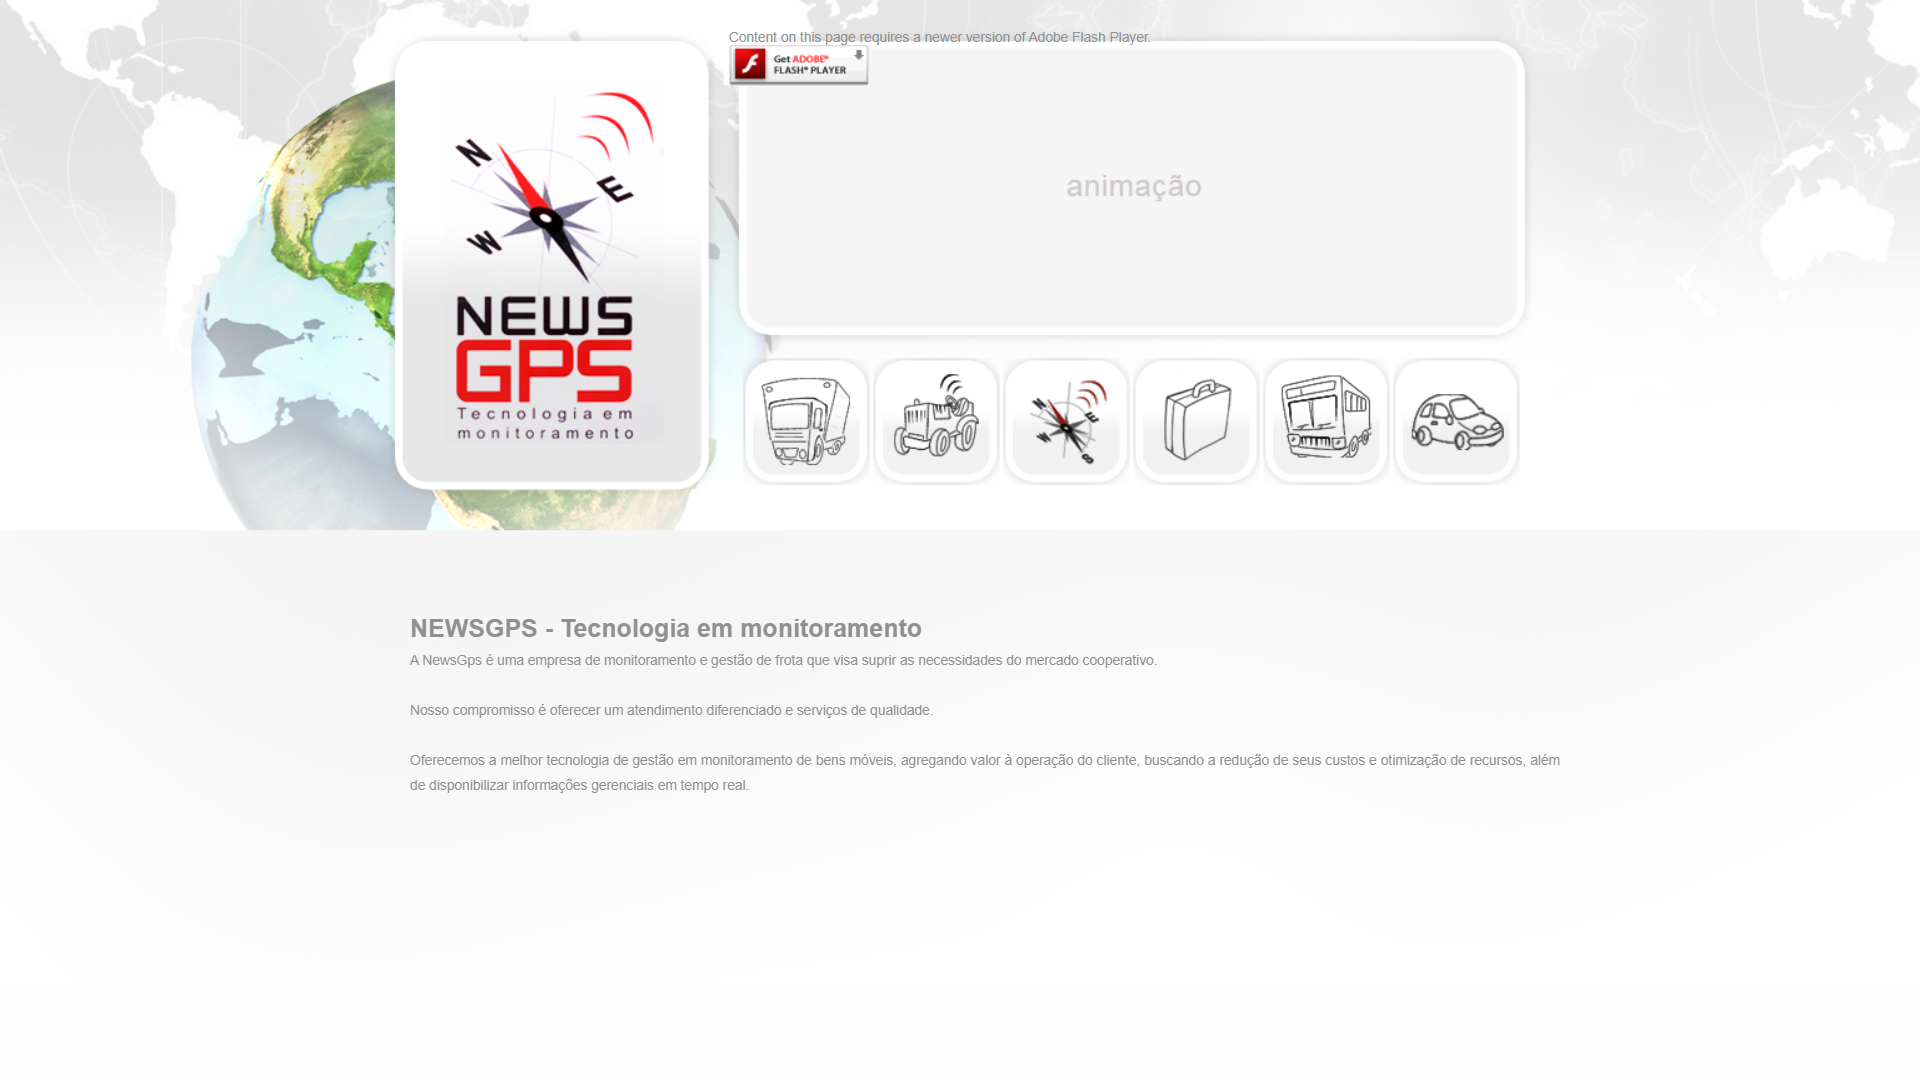 Content on this page requires a newer version of Adobe Flash Player.
Get ADOBE®
FLASH® PLAYER
N
E
W
NEWS
GPS
Tecnologia em
monitoramento
animação
N
E
W
S
NEWSGPS - Tecnologia em monitoramento
A NewsGps é uma empresa de monitoramento e gestão de frota que visa suprir as necessidades do mercado cooperativo.
Nosso compromisso é oferecer um atendimento diferenciado e serviços de qualidade.
Oferecemos a melhor tecnologia de gestão em monitoramento de bens móveis, agregando valor à operação do cliente, buscando a redução de seus custos e otimização de recursos, além
de disponibilizar informações gerenciais em tempo real.